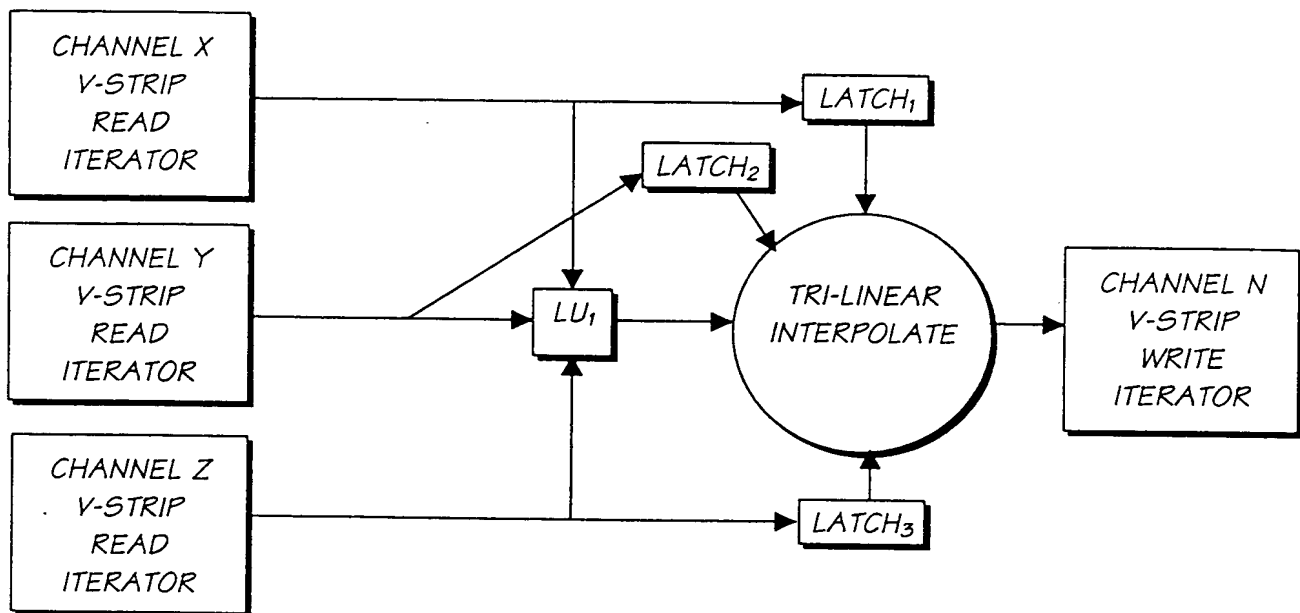 CHANNEL X
V-STRIP
READ
ITERATOR
LATCH₁
LATCH₂
CHANNEL Y
V-STRIP
READ
ITERATOR
LU₁
TRI-LINEAR
INTERPOLATE
CHANNEL N
V-STRIP
WRITE
ITERATOR
CHANNEL Z
V-STRIP
READ
ITERATOR
LATCH₃